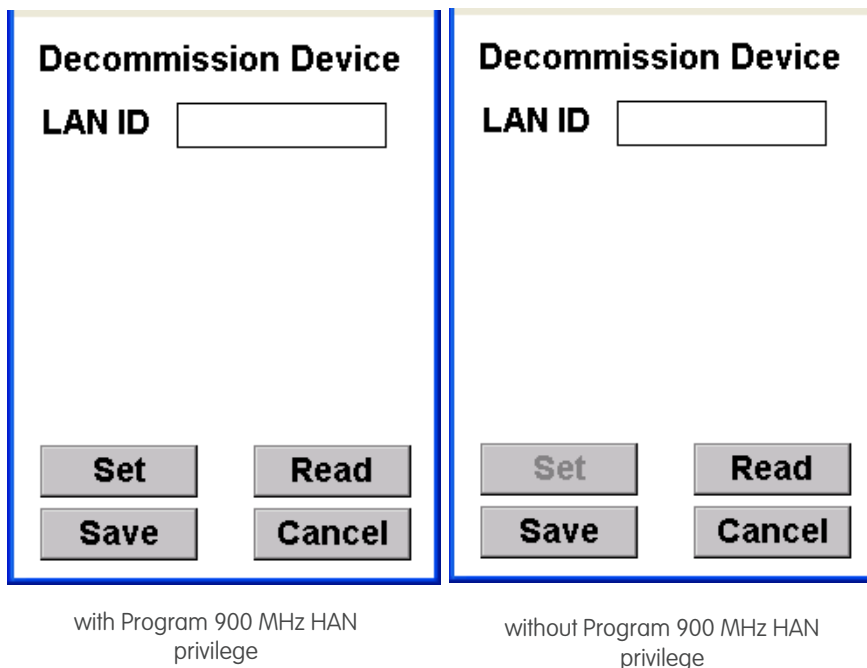 Decommission Device
LAN ID
Set Read
Save Cancel
with Program 900 MHz HAN
privilege
Decommission Device
LAN ID
Set Read
Save Cancel
without Program 900 MHz HAN
privilege